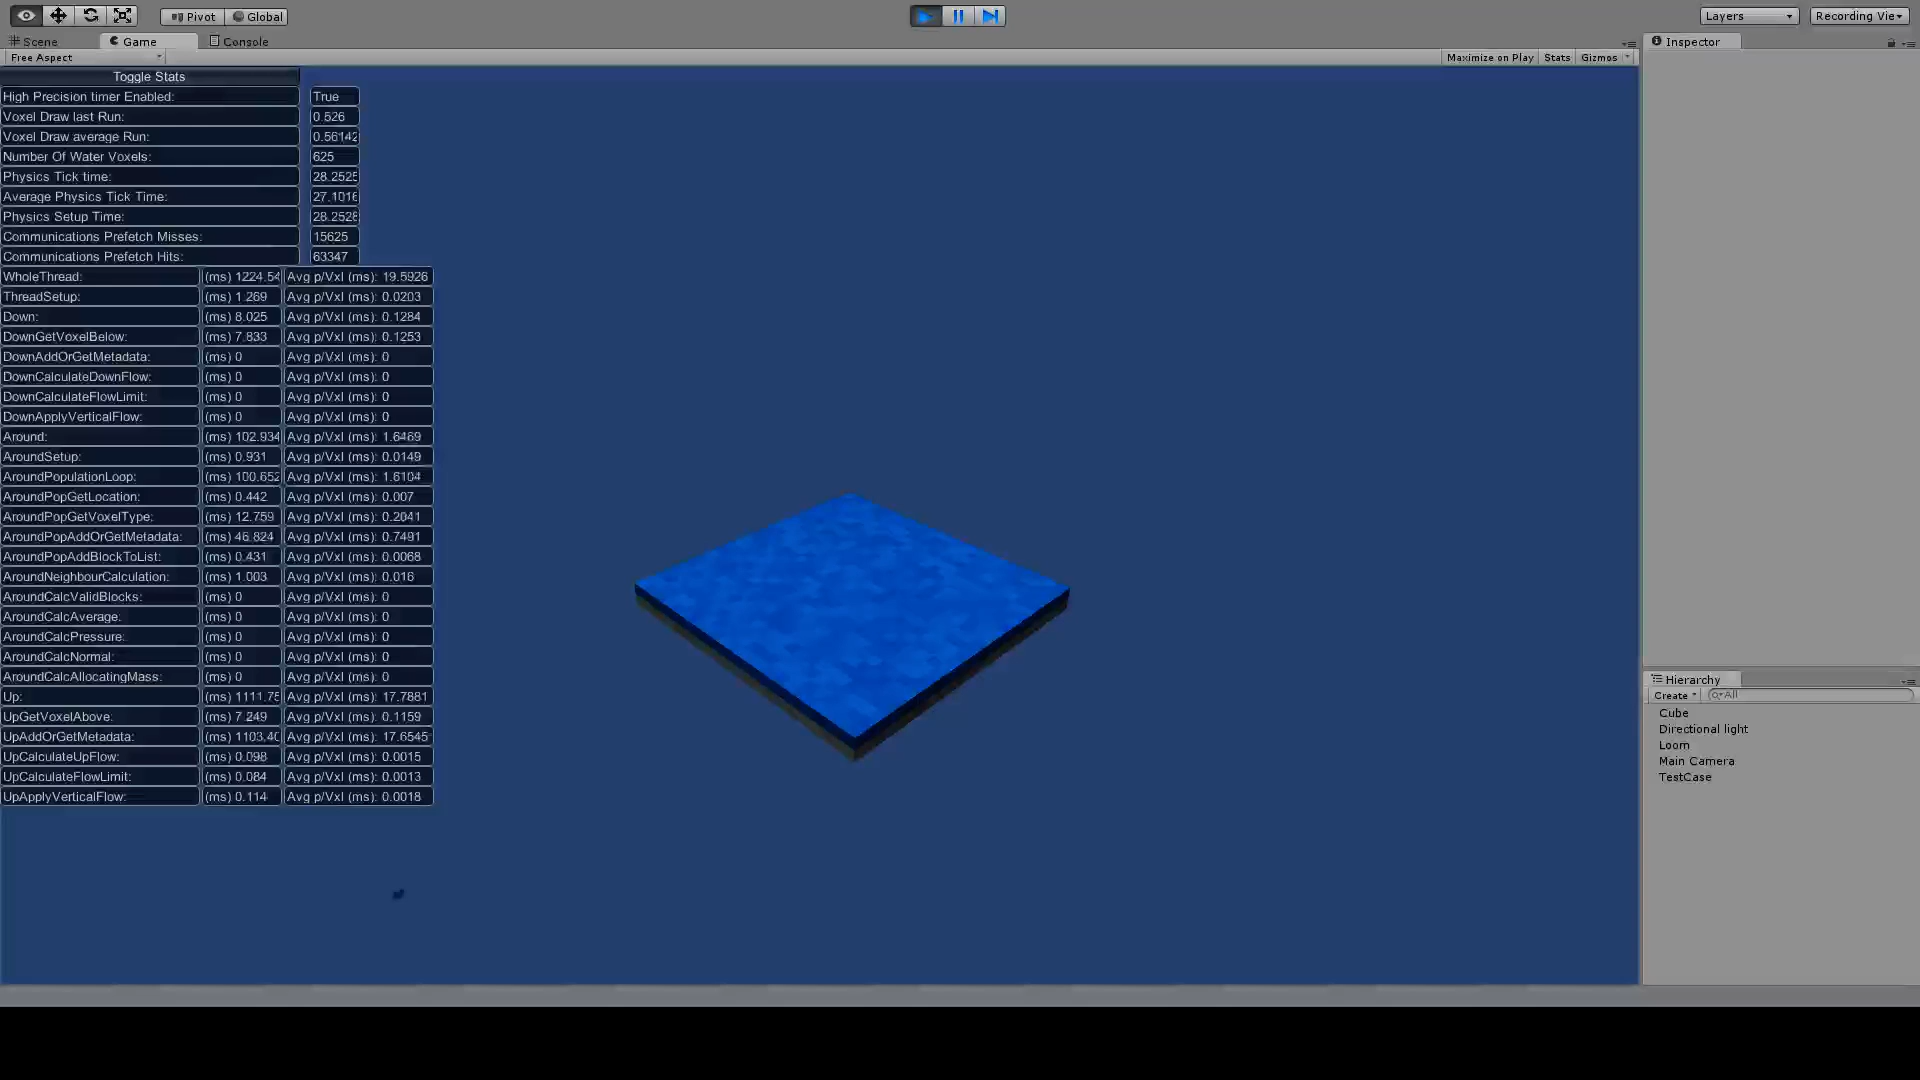 Pivot Global Layers Recording Vie
Scene Game Console Inspector
Free Aspect Maximize on Play Stats Gizmos
Toggle Stats
High Precision timer Enabled: True
Voxel Draw last Run: 0.526
Voxel Draw average Run: 0.56142
Number Of Water Voxels: 625
Physics Tick time: 28.2525
Average Physics Tick Time: 27.1016
Physics Setup Time: 28.2528
Communications Prefetch Misses: 15625
Communications Prefetch Hits: 63347
WholeThread: (ms) 1224.54 Avg p/Vxl (ms): 19.5926
ThreadSetup: (ms) 1.269 Avg p/Vxl (ms): 0.0203
Down: (ms) 8.025 Avg p/Vxl (ms): 0.1284
DownGetVoxelBelow: (ms) 7.833 Avg p/Vxl (ms): 0.1253
DownAddOrGetMetadata: (ms) 0 Avg p/Vxl (ms): 0
DownCalculateDownFlow: (ms) 0 Avg p/Vxl (ms): 0
DownCalculateFlowLimit: (ms) 0 Avg p/Vxl (ms): 0
DownApplyVerticalFlow: (ms) 0 Avg p/Vxl (ms): 0
Around: (ms) 102.934 Avg p/Vxl (ms): 1.6469
AroundSetup: (ms) 0.931 Avg p/Vxl (ms): 0.0149
AroundPopulationLoop: (ms) 100.652 Avg p/Vxl (ms): 1.6104
AroundPopGetLocation: (ms) 0.442 Avg p/Vxl (ms): 0.007
AroundPopGetVoxelType: (ms) 12.759 Avg p/Vxl (ms): 0.2041
AroundPopAddOrGetMetadata: (ms) 46.824 Avg p/Vxl (ms): 0.7491
AroundPopAddBlockToList: (ms) 0.431 Avg p/Vxl (ms): 0.0068
AroundNeighbourCalculation: (ms) 1.003 Avg p/Vxl (ms): 0.016
AroundCalcValidBlocks: (ms) 0 Avg p/Vxl (ms): 0
AroundCalcAverage: (ms) 0 Avg p/Vxl (ms): 0
AroundCalcPressure: (ms) 0 Avg p/Vxl (ms): 0
AroundCalcNormal: (ms) 0 Avg p/Vxl (ms): 0
AroundCalcAllocatingMass: (ms) 0 Avg p/Vxl (ms): 0
Up: (ms) 1111.75 Avg p/Vxl (ms): 17.7881
UpGetVoxelAbove: (ms) 7.249 Avg p/Vxl (ms): 0.1159
UpAddOrGetMetadata: (ms) 1103.40 Avg p/Vxl (ms): 17.6545
UpCalculateUpFlow: (ms) 0.098 Avg p/Vxl (ms): 0.0015
UpCalculateFlowLimit: (ms) 0.084 Avg p/Vxl (ms): 0.0013
UpApplyVerticalFlow: (ms) 0.114 Avg p/Vxl (ms): 0.0018
Hierarchy
Create All
Cube
Directional light
Loom
Main Camera
TestCase